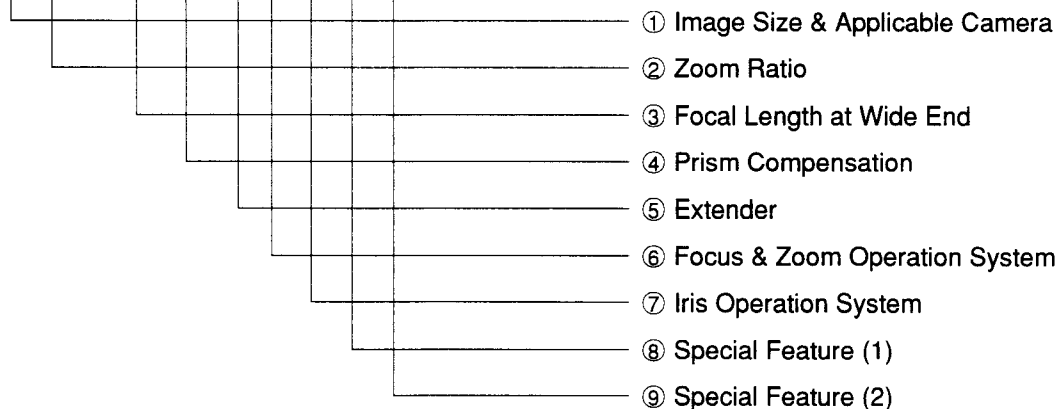 ① Image Size & Applicable Camera
② Zoom Ratio
③ Focal Length at Wide End
④ Prism Compensation
⑤ Extender
⑥ Focus & Zoom Operation System
⑦ Iris Operation System
⑧ Special Feature (1)
⑨ Special Feature (2)